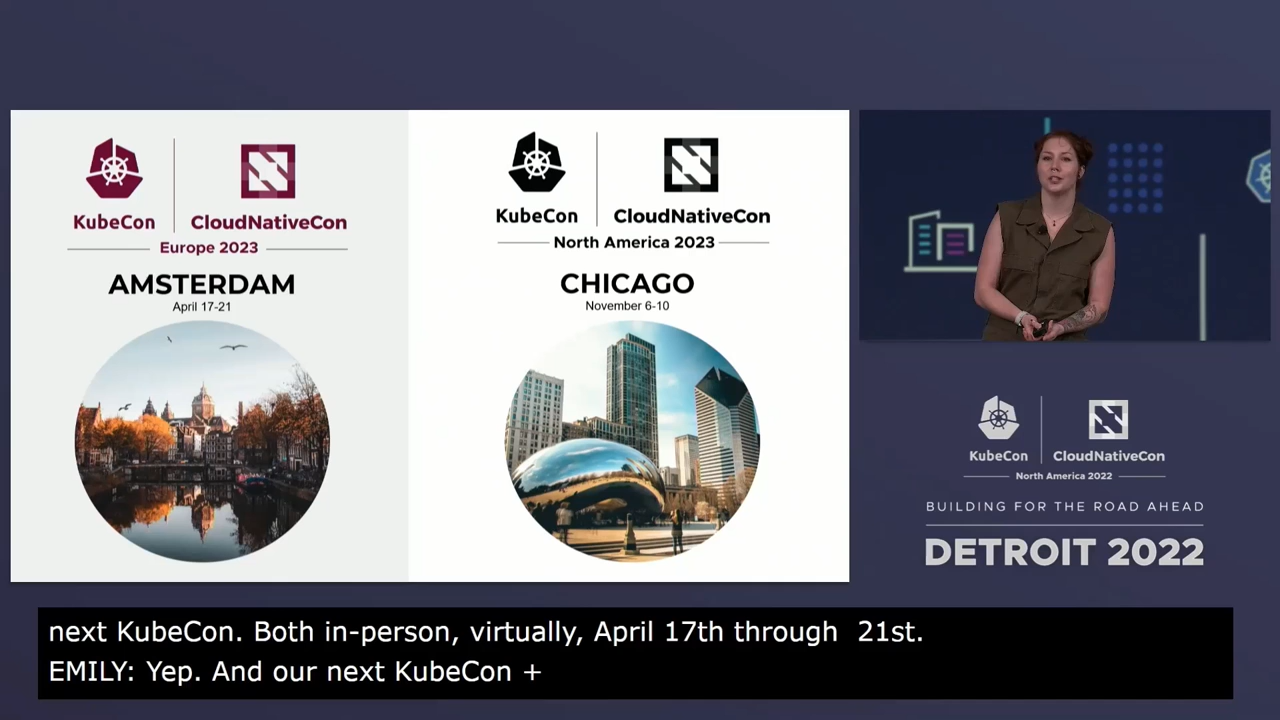 KubeCon
CloudNativeCon
Europe 2023
AMSTERDAM
April 17-21
KubeCon
CloudNativeCon
North America 2023
CHICAGO
November 6-10
KubeCon
CloudNativeCon
North America 2022
BUILDING FOR THE ROAD AHEAD
DETROIT 2022
next KubeCon. Both in-person, virtually, April 17th through  21st.
EMILY: Yep. And our next KubeCon +